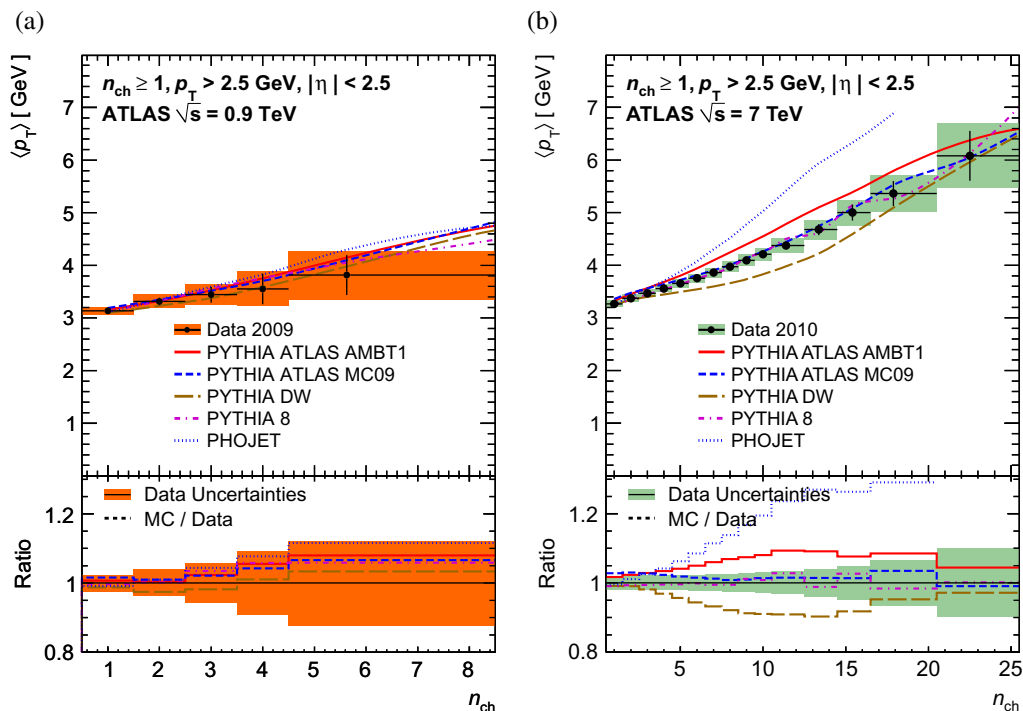 (a)
⟨p_T⟩ [ GeV]
n_ch ≥ 1, p_T > 2.5 GeV, | η | < 2.5
ATLAS √s = 0.9 TeV
7
6
5
4
3
2
1
Data 2009
PYTHIA ATLAS AMBT1
PYTHIA ATLAS MC09
PYTHIA DW
PYTHIA 8
PHOJET
Ratio
1.2
1
0.8
Data Uncertainties
MC / Data
1 2 3 4 5 6 7 8
n_ch
(b)
⟨p_T⟩ [ GeV]
n_ch ≥ 1, p_T > 2.5 GeV, | η | < 2.5
ATLAS √s = 7 TeV
7
6
5
4
3
2
1
Data 2010
PYTHIA ATLAS AMBT1
PYTHIA ATLAS MC09
PYTHIA DW
PYTHIA 8
PHOJET
Ratio
1.2
1
0.8
Data Uncertainties
MC / Data
5 10 15 20 25
n_ch